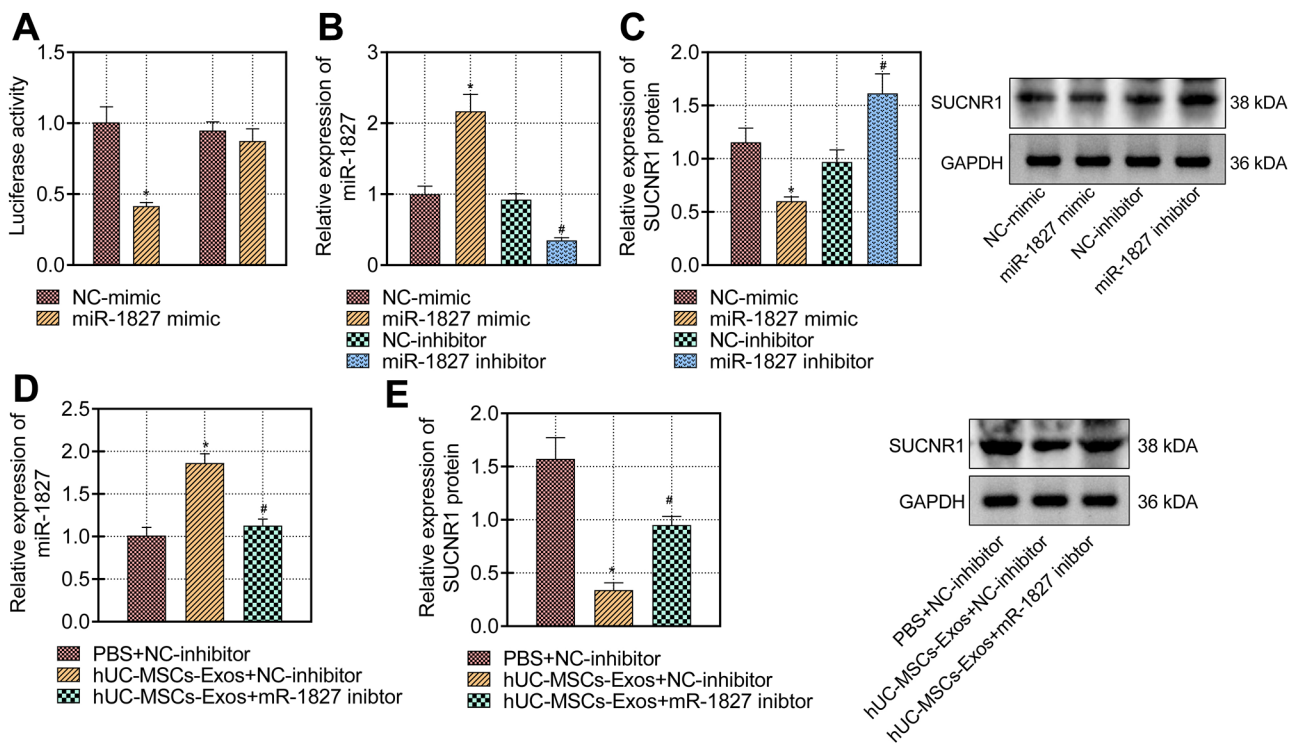 A
Luciferase activity
1.5
1.0
0.5
0.0
*
NC-mimic
miR-1827 mimic
B
Relative expression of
miR-1827
3
2
1
0
*
#
NC-mimic
miR-1827 mimic
NC-inhibitor
miR-1827 inhibitor
C
Relative expression of
SUCNR1 protein
2.0
1.5
1.0
0.5
0.0
*
#
NC-mimic
miR-1827 mimic
NC-inhibitor
miR-1827 inhibitor
SUCNR1
38 kDA
GAPDH
36 kDA
NC-mimic
miR-1827 mimic
NC-inhibitor
miR-1827 inhibitor
D
Relative expression of
miR-1827
2.5
2.0
1.5
1.0
0.5
0.0
*
#
PBS+NC-inhibitor
hUC-MSCs-Exos+NC-inhibitor
hUC-MSCs-Exos+mR-1827 inibtor
E
Relative expression of
SUCNR1 protein
2.0
1.5
1.0
0.5
0.0
*
#
PBS+NC-inhibitor
hUC-MSCs-Exos+NC-inhibitor
hUC-MSCs-Exos+mR-1827 inibtor
SUCNR1
38 kDA
GAPDH
36 kDA
PBS+NC-inhibitor
hUC-MSCs-Exos+NC-inhibitor
hUC-MSCs-Exos+mR-1827 inibtor